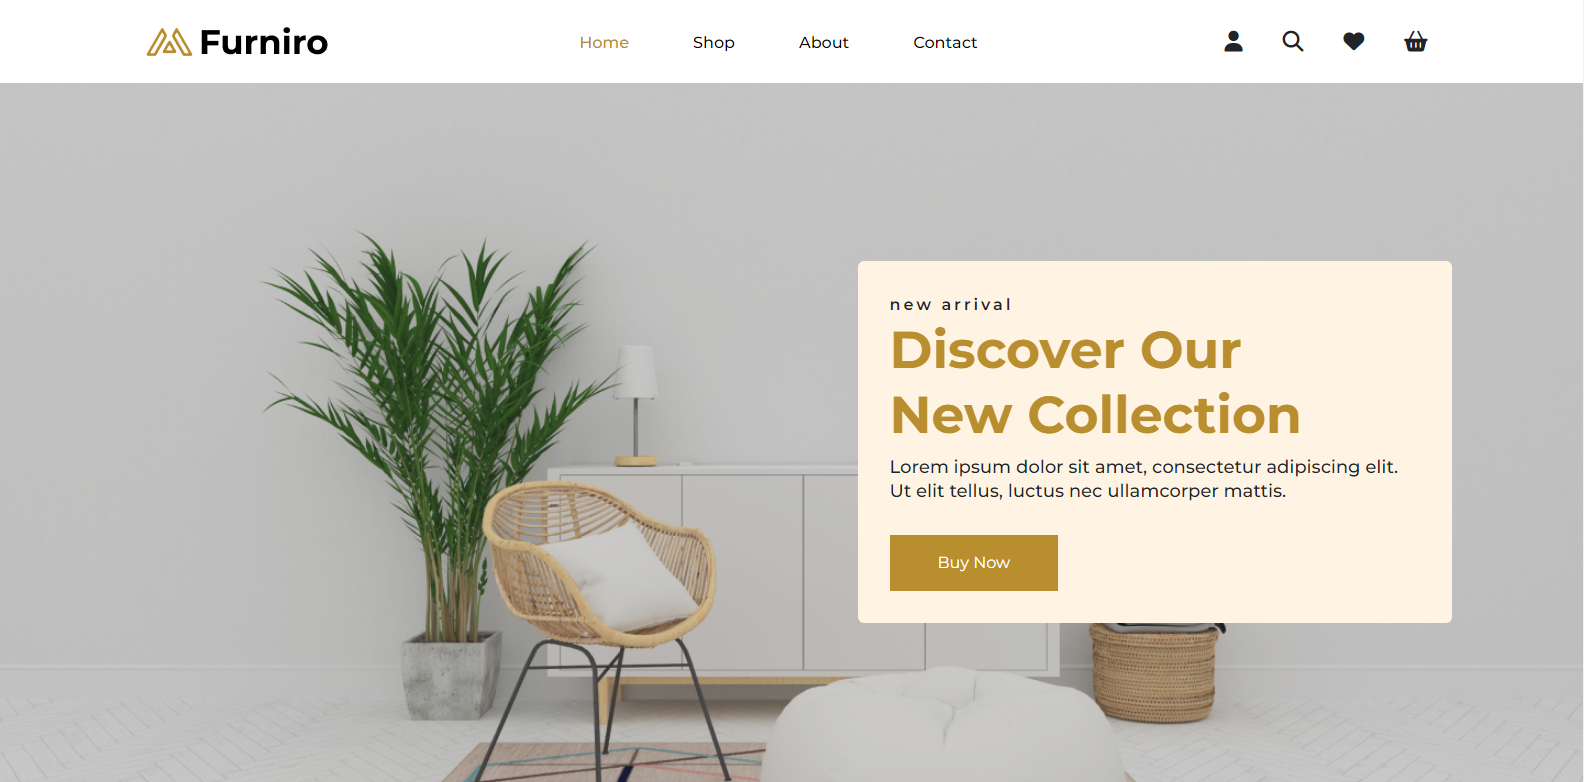 Furniro
Home
Shop
About
Contact
new arrival
Discover Our
New Collection
Lorem ipsum dolor sit amet, consectetur adipiscing elit.
Ut elit tellus, luctus nec ullamcorper mattis.
Buy Now